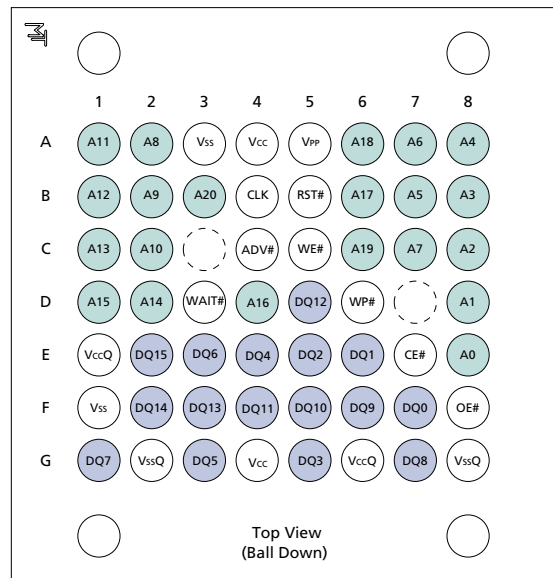 1 2 3 4 5 6 7 8
A A11 A8 Vss Vcc VPP A18 A6 A4
B A12 A9 A20 CLK RST# A17 A5 A3
C A13 A10 ADV# WE# A19 A7 A2
D A15 A14 WAIT# A16 DQ12 WP# A1
E VccQ DQ15 DQ6 DQ4 DQ2 DQ1 CE# A0
F Vss DQ14 DQ13 DQ11 DQ10 DQ9 DQ0 OE#
G DQ7 VssQ DQ5 Vcc DQ3 VccQ DQ8 VssQ
Top View
(Ball Down)